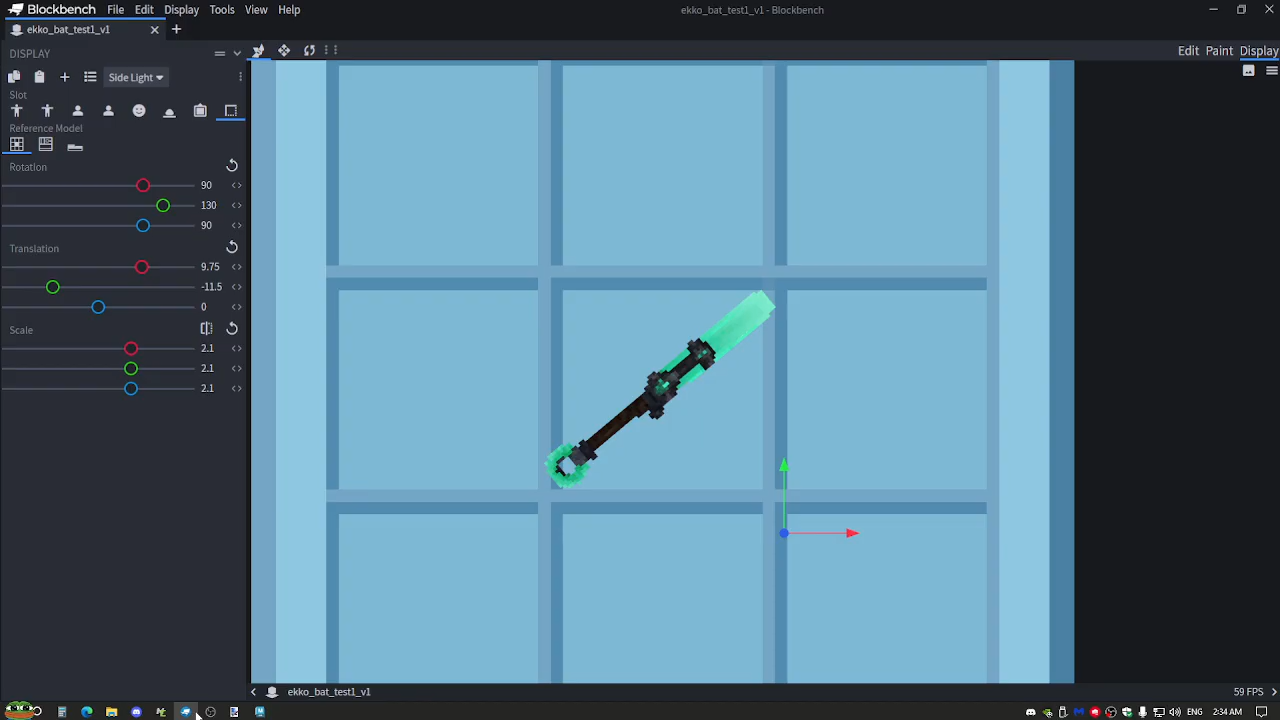 Blockbench File Edit Display Tools View Help ekko_bat_test1_v1 - Blockbench
ekko_bat_test1_v1
DISPLAY
Edit Paint Display
Side Light
Slot
Reference Model
Rotation
90
130
90
Translation
9.75
-11.5
0
Scale
2.1
2.1
2.1
ekko_bat_test1_v1 59 FPS
ENG 2:34 AM